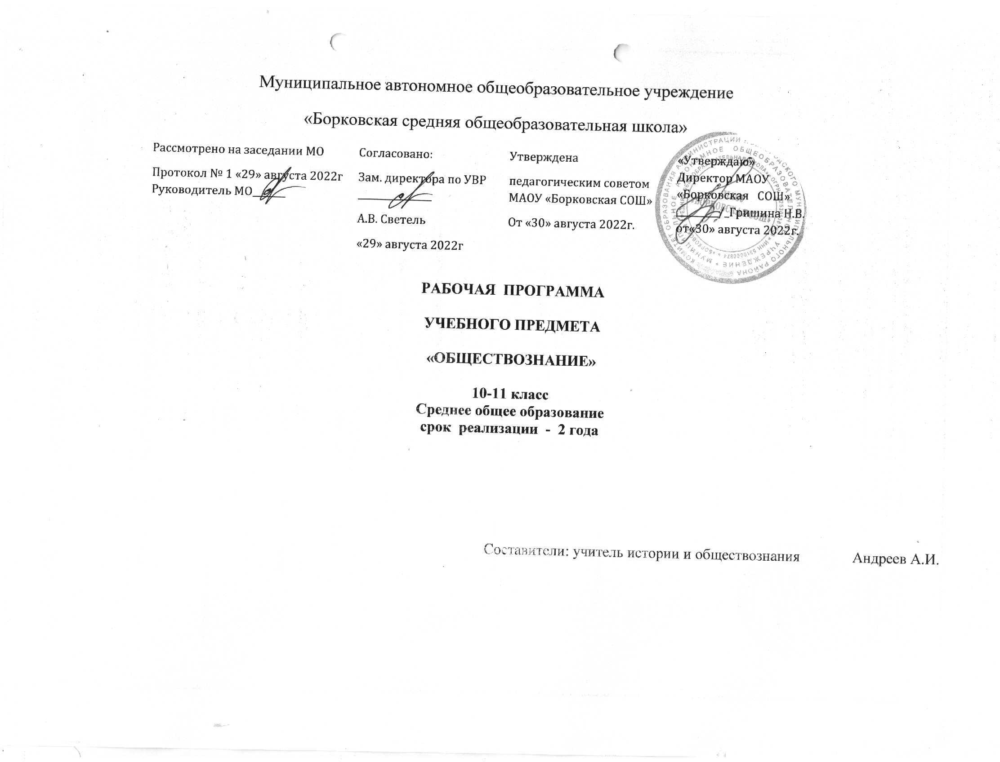 Муниципальное автономное общеобразовательное учреждение
«Борковская средняя общеобразовательная школа»
Рассмотрено на заседании МО
Протокол № 1 «29» августа 2022г
Руководитель МО
Согласовано:
Зам. директора по УВР
А.В. Светель
«29» августа 2022г
Утверждена
педагогическим советом
МАОУ «Борковская СОШ»
От «30» августа 2022г.
«Утверждаю»
Директор МАОУ
«Борковская СОШ»
/_Гришина Н.В.
от«30» августа 2022г.
РАБОЧАЯ ПРОГРАММА
УЧЕБНОГО ПРЕДМЕТА
«ОБЩЕСТВОЗНАНИЕ»
10-11 класс
Среднее общее образование
срок реализации - 2 года
Составители: учитель истории и обществознания Андреев А.И.